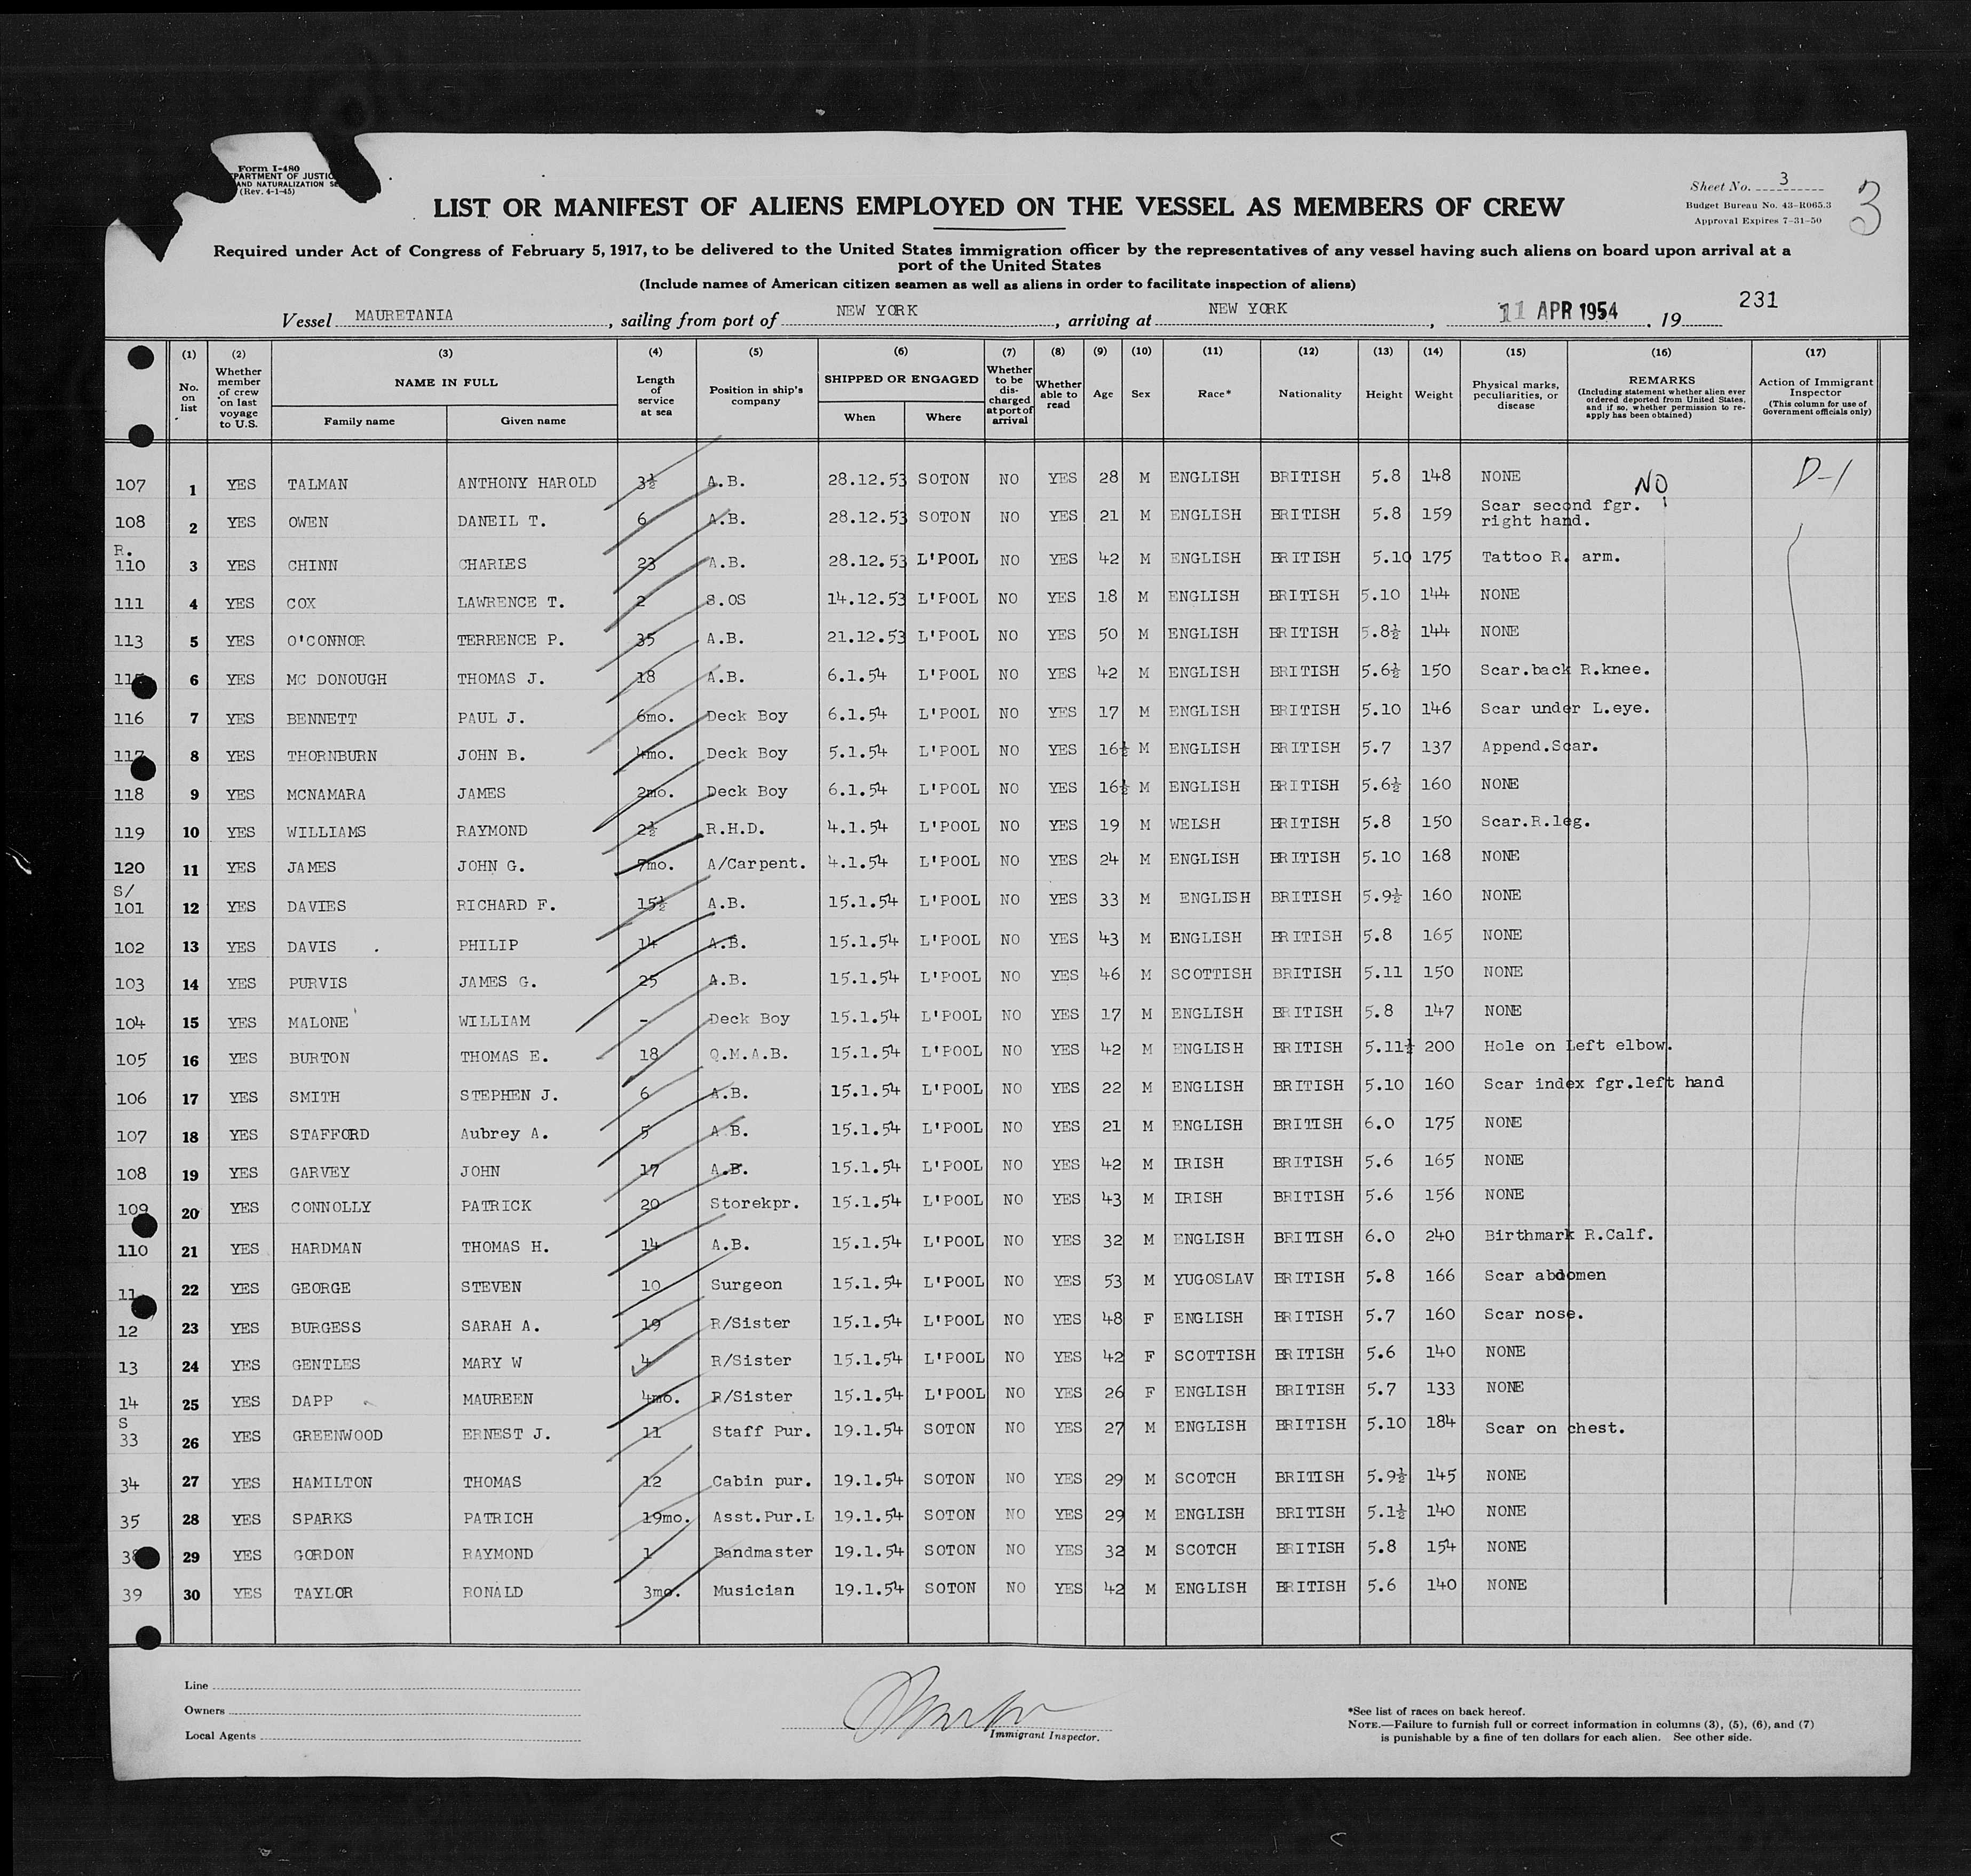 Form I-480
PARTMENT OF JUSTIC
AND NATURALIZATION SE
(Rev. 4-1-45)
Sheet No. 3
Budget Bureau No. 43-R065.3
Approval Expires 7-31-50
3
LIST OR MANIFEST OF ALIENS EMPLOYED ON THE VESSEL AS MEMBERS OF CREW
Required under Act of Congress of February 5, 1917, to be delivered to the United States immigration officer by the representatives of any vessel having such aliens on board upon arrival at a
port of the United States
(Include names of American citizen seamen as well as aliens in order to facilitate inspection of aliens)
231
Vessel MAURETANIA, sailing from port of NEW YORK, arriving at NEW YORK, 11 APR 1954, 19
(1) No. on list
(2) Whether member of crew on last voyage to U.S.
(3) NAME IN FULL
Family name
Given name
(4) Length of service at sea
(5) Position in ship's company
(6) SHIPPED OR ENGAGED
When
Where
(7) Whether to be dis-charged at port of arrival
(8) Whether able to read
(9) Age
(10) Sex
(11) Race*
(12) Nationality
(13) Height
(14) Weight
(15) Physical marks, peculiarities, or disease
(16) REMARKS (Including statement whether alien ever ordered deported from United States, and if so, whether permission to re-apply has been obtained)
(17) Action of Immigrant Inspector (This column for use of Government officials only)
107 1 YES TALMAN ANTHONY HAROLD 3½ A.B. 28.12.53 SOTON NO YES 28 M ENGLISH BRITISH 5.8 148 NONE NO D-1
108 2 YES OWEN DANEIL T. 6 A.B. 28.12.53 SOTON NO YES 21 M ENGLISH BRITISH 5.8 159 Scar second fgr. right hand.
R. 110 3 YES CHINN CHARLES 23 A.B. 28.12.53 L'POOL NO YES 42 M ENGLISH BRITISH 5.10 175 Tattoo R. arm.
111 4 YES COX LAWRENCE T. 2 S.OS 14.12.53 L'POOL NO YES 18 M ENGLISH BRITISH 5.10 144 NONE
113 5 YES O'CONNOR TERRENCE P. 35 A.B. 21.12.53 L'POOL NO YES 50 M ENGLISH BRITISH 5.8½ 144 NONE
115 6 YES MC DONOUGH THOMAS J. 18 A.B. 6.1.54 L'POOL NO YES 42 M ENGLISH BRITISH 5.6½ 150 Scar.back R.knee.
116 7 YES BENNETT PAUL J. 6mo. Deck Boy 6.1.54 L'POOL NO YES 17 M ENGLISH BRITISH 5.10 146 Scar under L.eye.
117 8 YES THORNBURN JOHN B. 4mo. Deck Boy 5.1.54 L'POOL NO YES 16½ M ENGLISH BRITISH 5.7 137 Append.Scar.
118 9 YES MCNAMARA JAMES 2mo. Deck Boy 6.1.54 L'POOL NO YES 16½ M ENGLISH BRITISH 5.6½ 160 NONE
119 10 YES WILLIAMS RAYMOND 2½ R.H.D. 4.1.54 L'POOL NO YES 19 M WELSH BRITISH 5.8 150 Scar.R.leg.
120 11 YES JAMES JOHN G. 7mo. A/Carpent. 4.1.54 L'POOL NO YES 24 M ENGLISH BRITISH 5.10 168 NONE
S/ 101 12 YES DAVIES RICHARD F. 15½ A.B. 15.1.54 L'POOL NO YES 33 M ENGLISH BRITISH 5.9½ 160 NONE
102 13 YES DAVIS . PHILIP 14 A.B. 15.1.54 L'POOL NO YES 43 M ENGLISH BRITISH 5.8 165 NONE
103 14 YES PURVIS JAMES G. 25 A.B. 15.1.54 L'POOL NO YES 46 M SCOTTISH BRITISH 5.11 150 NONE
104 15 YES MALONE WILLIAM - Deck Boy 15.1.54 L'POOL NO YES 17 M ENGLISH BRITISH 5.8 147 NONE
105 16 YES BURTON THOMAS E. 18 Q.M.A.B. 15.1.54 L'POOL NO YES 42 M ENGLISH BRITISH 5.11½ 200 Hole on Left elbow.
106 17 YES SMITH STEPHEN J. 6 A.B. 15.1.54 L'POOL NO YES 22 M ENGLISH BRITISH 5.10 160 Scar index fgr.left hand
107 18 YES STAFFORD Aubrey A. 5 A.B. 15.1.54 L'POOL NO YES 21 M ENGLISH BRITISH 6.0 175 NONE
108 19 YES GARVEY JOHN 17 A.B. 15.1.54 L'POOL NO YES 42 M IRISH BRITISH 5.6 165 NONE
109 20 YES CONNOLLY PATRICK 20 Storekpr. 15.1.54 L'POOL NO YES 43 M IRISH BRITISH 5.6 156 NONE
110 21 YES HARDMAN THOMAS H. 14 A.B. 15.1.54 L'POOL NO YES 32 M ENGLISH BRITISH 6.0 240 Birthmark R.Calf.
11 22 YES GEORGE STEVEN 10 Surgeon 15.1.54 L'POOL NO YES 53 M YUGOSLAV BRITISH 5.8 166 Scar abdomen
12 23 YES BURGESS SARAH A. 19 R/Sister 15.1.54 L'POOL NO YES 48 F ENGLISH BRITISH 5.7 160 Scar nose.
13 24 YES GENTLES MARY W 4 R/Sister 15.1.54 L'POOL NO YES 42 F SCOTTISH BRITISH 5.6 140 NONE
14 25 YES DAPP MAUREEN 4mo. R/Sister 15.1.54 L'POOL NO YES 26 F ENGLISH BRITISH 5.7 133 NONE
S 33 26 YES GREENWOOD ERNEST J. 11 Staff Pur. 19.1.54 SOTON NO YES 27 M ENGLISH BRITISH 5.10 184 Scar on chest.
34 27 YES HAMILTON THOMAS 12 Cabin pur. 19.1.54 SOTON NO YES 29 M SCOTCH BRITISH 5.9½ 145 NONE
35 28 YES SPARKS PATRICH 19mo. Asst.Pur.L 19.1.54 SOTON NO YES 29 M ENGLISH BRITISH 5.1½ 140 NONE
38 29 YES GORDON RAYMOND 1 Bandmaster 19.1.54 SOTON NO YES 32 M SCOTCH BRITISH 5.8 154 NONE
39 30 YES TAYLOR RONALD 3mo. Musician 19.1.54 SOTON NO YES 42 M ENGLISH BRITISH 5.6 140 NONE
Line
Owners
Local Agents
Immigrant Inspector.
*See list of races on back hereof.
NOTE.—Failure to furnish full or correct information in columns (3), (5), (6), and (7)
is punishable by a fine of ten dollars for each alien. See other side.